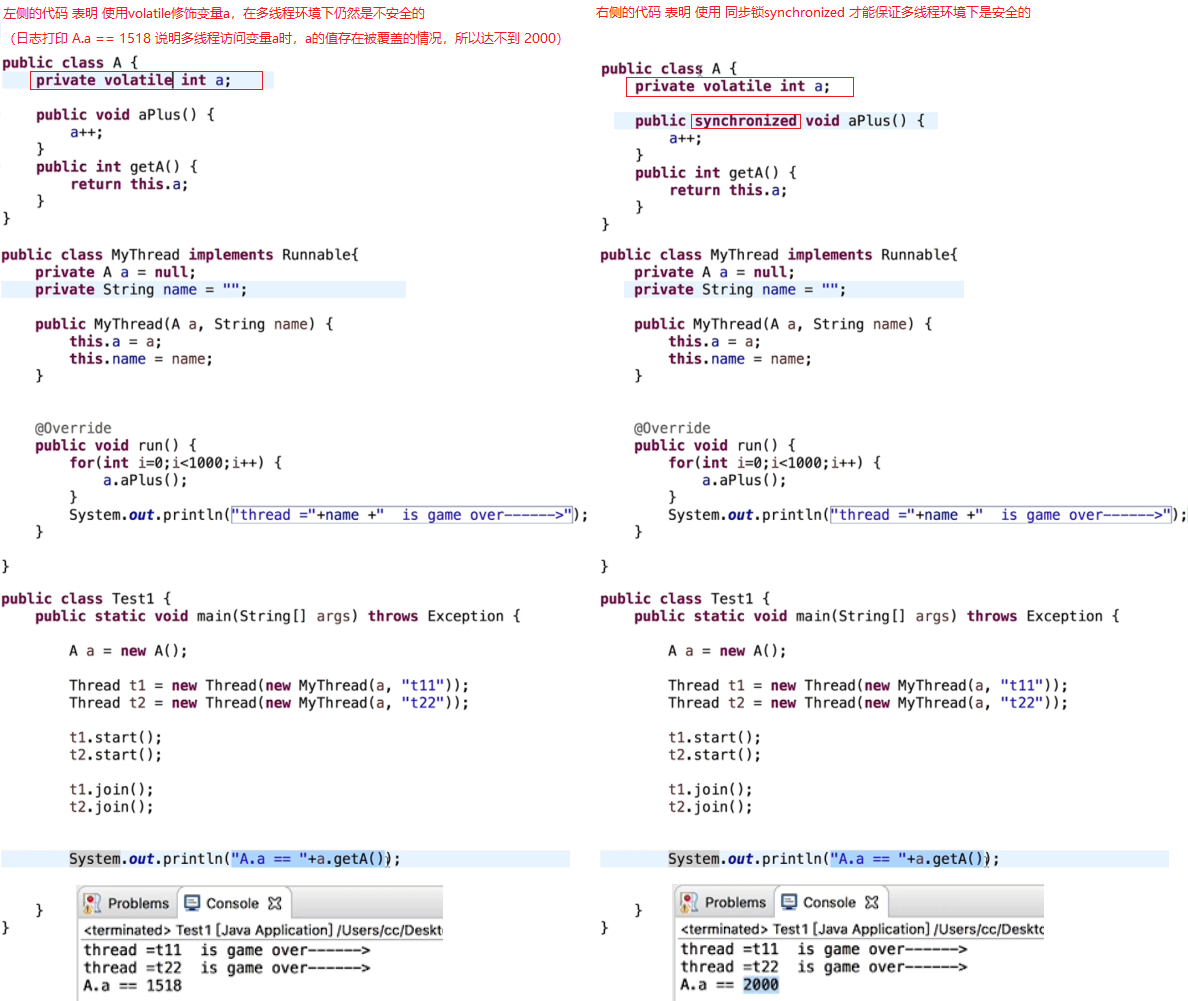 左侧的代码 表明 使用volatile修饰变量a，在多线程环境下仍然是不安全的
（日志打印 A.a == 1518 说明多线程访问变量a时，a的值存在被覆盖的情况，所以达不到 2000）
public class A {
private volatile int a;
public void aPlus() {
a++;
}
public int getA() {
return this.a;
}
}
public class MyThread implements Runnable{
private A a = null;
private String name = "";
public MyThread(A a, String name) {
this.a = a;
this.name = name;
}
@Override
public void run() {
for(int i=0;i<1000;i++) {
a.aPlus();
}
System.out.println("thread ="+name +"  is game over------>");
}
}
public class Test1 {
public static void main(String[] args) throws Exception {
A a = new A();
Thread t1 = new Thread(new MyThread(a, "t11"));
Thread t2 = new Thread(new MyThread(a, "t22"));
t1.start();
t2.start();
t1.join();
t2.join();
System.out.println("A.a == "+a.getA());
}
}
Problems Console
<terminated> Test1 [Java Application] /Users/cc/Deskto
thread =t11  is game over------>
thread =t22  is game over------>
A.a == 1518
右侧的代码 表明 使用 同步锁synchronized 才能保证多线程环境下是安全的
public class A {
private volatile int a;
public synchronized void aPlus() {
a++;
}
public int getA() {
return this.a;
}
}
public class MyThread implements Runnable{
private A a = null;
private String name = "";
public MyThread(A a, String name) {
this.a = a;
this.name = name;
}
@Override
public void run() {
for(int i=0;i<1000;i++) {
a.aPlus();
}
System.out.println("thread ="+name +"  is game over------>");
}
}
public class Test1 {
public static void main(String[] args) throws Exception {
A a = new A();
Thread t1 = new Thread(new MyThread(a, "t11"));
Thread t2 = new Thread(new MyThread(a, "t22"));
t1.start();
t2.start();
t1.join();
t2.join();
System.out.println("A.a == "+a.getA());
}
}
Problems Console
<terminated> Test1 [Java Application] /Users/cc/Deskto
thread =t11  is game over------>
thread =t22  is game over------>
A.a == 2000